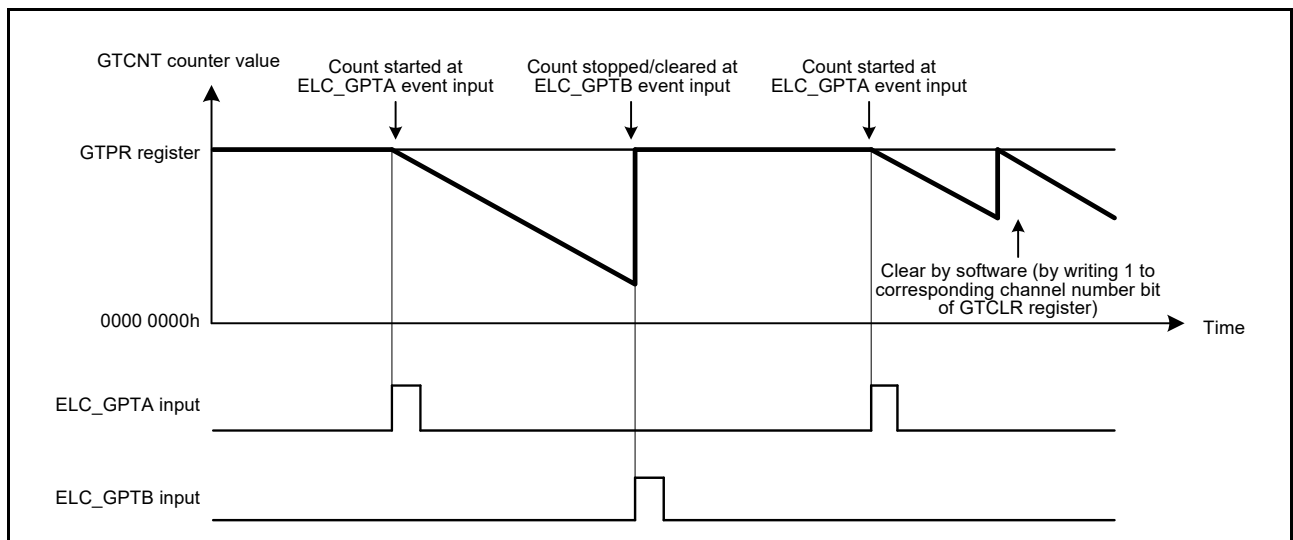 GTCNT counter value
Count started at
ELC_GPTA event input
Count stopped/cleared at
ELC_GPTB event input
Count started at
ELC_GPTA event input
GTPR register
Clear by software (by writing 1 to
corresponding channel number bit
of GTCLR register)
0000 0000h
Time
ELC_GPTA input
ELC_GPTB input